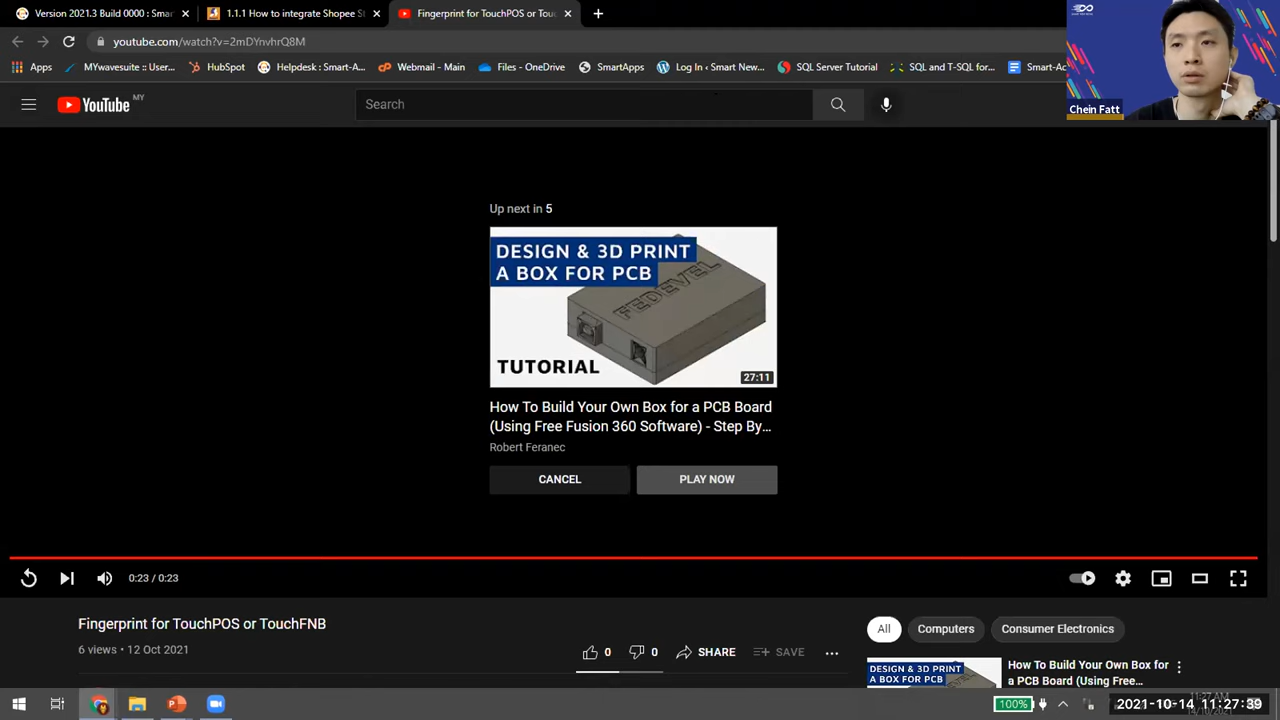 Version 2021.3 Build 0000 : Smar
1.1.1 How to integrate Shopee St
Fingerprint for TouchPOS or Touc
youtube.com/watch?v=2mDYnvhrQ8M
Apps
MYwavesuite :: User...
HubSpot
Helpdesk : Smart-A...
Webmail - Main
Files - OneDrive
SmartApps
Log In ‹ Smart New...
SQL Server Tutorial
SQL and T-SQL for...
Smart-Ac
Chein Fatt
YouTube MY
Search
Up next in 5
DESIGN & 3D PRINT
A BOX FOR PCB
FEDEVEL
TUTORIAL
27:11
How To Build Your Own Box for a PCB Board
(Using Free Fusion 360 Software) - Step By...
Robert Feranec
CANCEL
PLAY NOW
0:23 / 0:23
Fingerprint for TouchPOS or TouchFNB
6 views • 12 Oct 2021
0
0
SHARE
SAVE
All
Computers
Consumer Electronics
DESIGN & 3D PRINT
A BOX FOR PCB
How To Build Your Own Box for
a PCB Board (Using Free...
100%
11:27 AM
2021-10-14 11:27:39